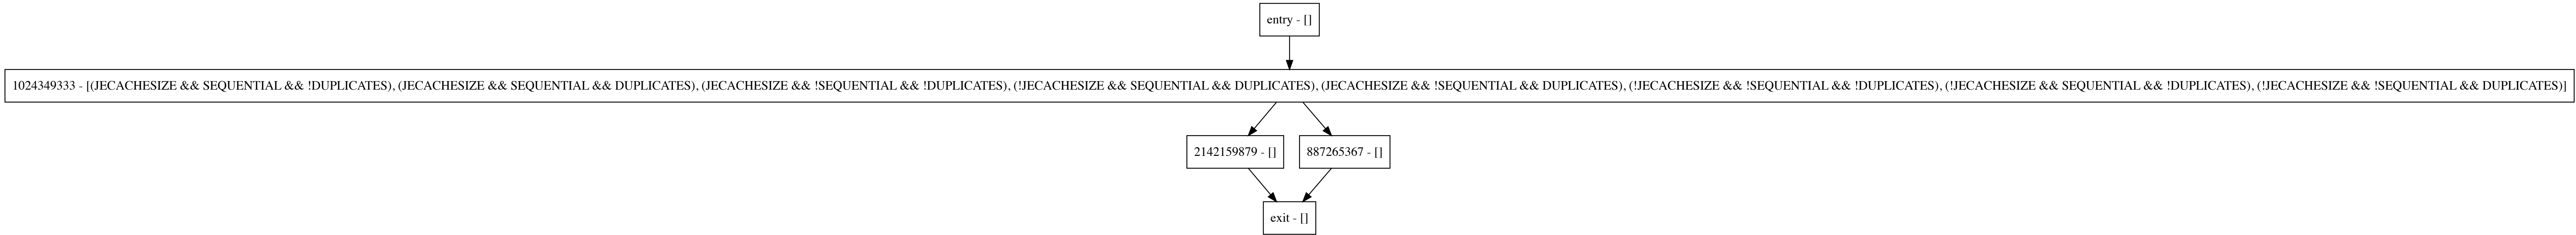 entry - []
1024349333 - [(JECACHESIZE && SEQUENTIAL && !DUPLICATES), (JECACHESIZE && SEQUENTIAL && DUPLICATES), (JECACHESIZE && !SEQUENTIAL && !DUPLICATES), (!JECACHESIZE && SEQUENTIAL && DUPLICATES), (JECACHESIZE && !SEQUENTIAL && DUPLICATES), (!JECACHESIZE && !SEQUENTIAL && !DUPLICATES), (!JECACHESIZE && SEQUENTIAL && !DUPLICATES), (!JECACHESIZE && !SEQUENTIAL && DUPLICATES)]
2142159879 - []
887265367 - []
exit - []